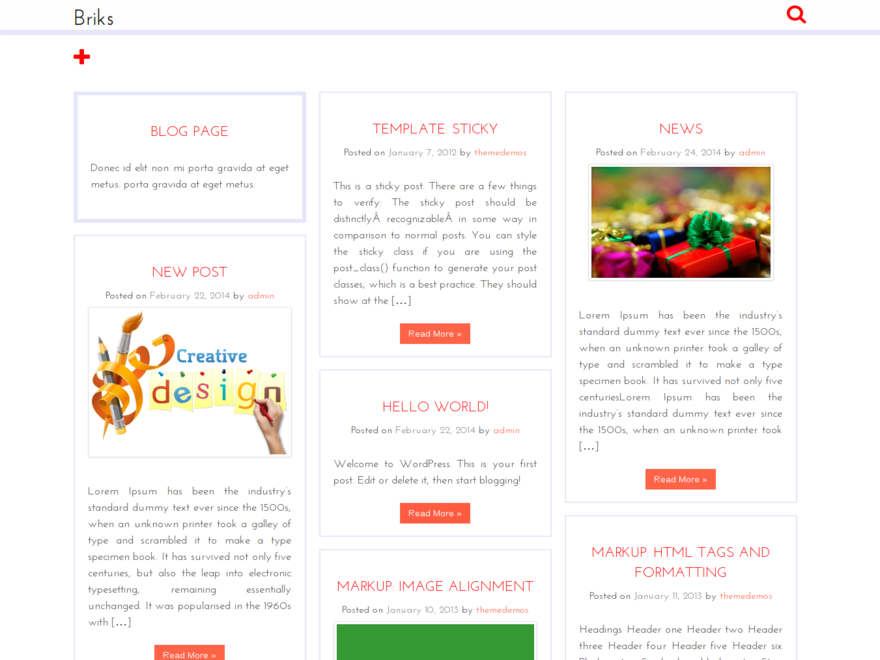 Briks
BLOG PAGE
Donec id elit non mi porta gravida at eget
metus. porta gravida at eget metus.
NEW POST
Posted on February 22, 2014 by admin
Creative
design
Lorem Ipsum has been the industry's
standard dummy text ever since the 1500s,
when an unknown printer took a galley of
type and scrambled it to make a type
specimen book. It has survived not only five
centuries, but also the leap into electronic
typesetting, remaining essentially
unchanged. It was popularised in the 1960s
with [...]
Read More »
TEMPLATE: STICKY
Posted on January 7, 2012 by themedemos
This is a sticky post. There are a few things
to verify: The sticky post should be
distinctlyÂ recognizableÂ in some way in
comparison to normal posts. You can style
the sticky class if you are using the
post_class() function to generate your post
classes, which is a best practice. They should
show at the [...]
Read More »
HELLO WORLD!
Posted on February 22, 2014 by admin
Welcome to WordPress. This is your first
post. Edit or delete it, then start blogging!
Read More »
MARKUP: IMAGE ALIGNMENT
Posted on January 10, 2013 by themedemos
NEWS
Posted on February 24, 2014 by admin
Lorem Ipsum has been the industry's
standard dummy text ever since the 1500s,
when an unknown printer took a galley of
type and scrambled it to make a type
specimen book. It has survived not only five
centuriesLorem Ipsum has been the
industry's standard dummy text ever since
the 1500s, when an unknown printer took
[...]
Read More »
MARKUP: HTML TAGS AND
FORMATTING
Posted on January 11, 2013 by themedemos
Headings Header one Header two Header
three Header four Header five Header six